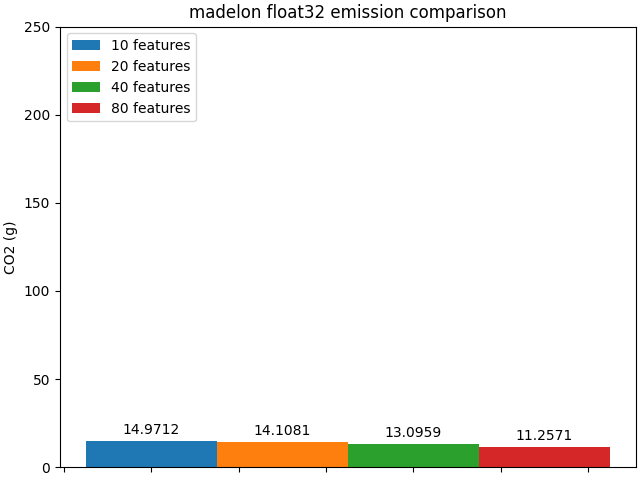 madelon float32 emission comparison
250
200
150
100
50
0
CO2 (g)
10 features
20 features
40 features
80 features
14.9712
14.1081
13.0959
11.2571